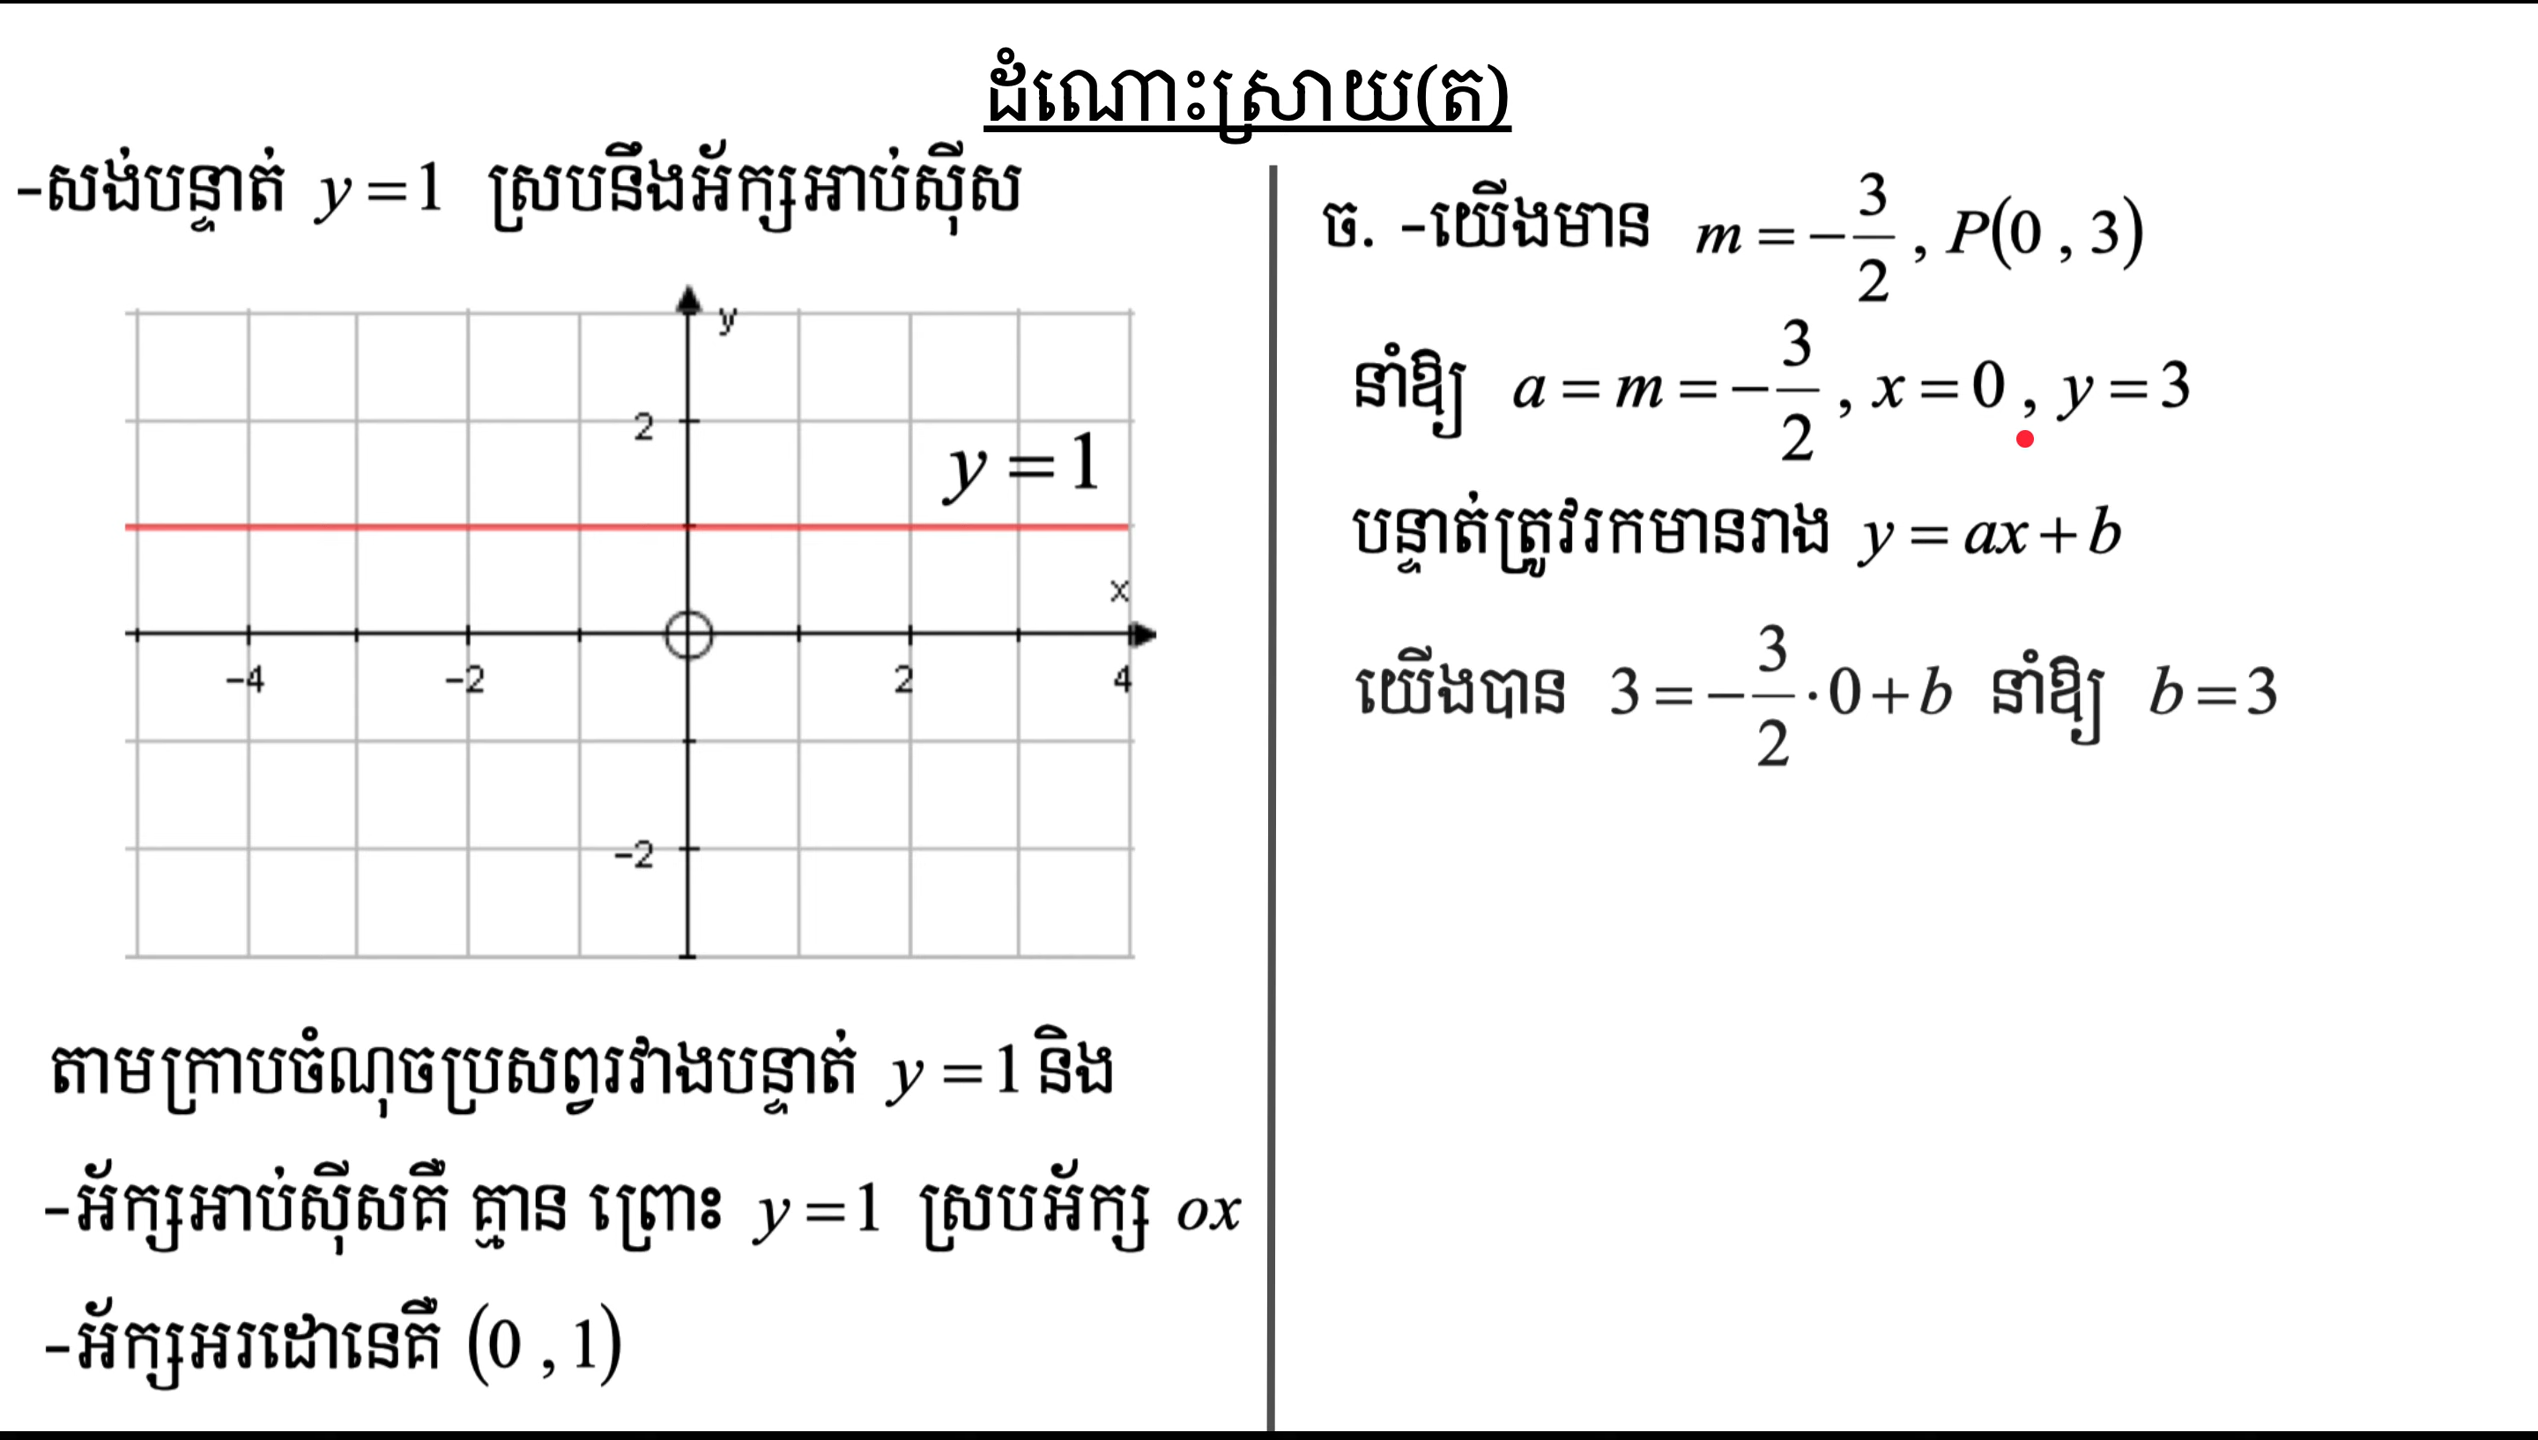 ដំណោះស្រាយ(ត)
-សង់បន្ទាត់ y = 1 ស្របនឹងអ័ក្សអាប់ស៊ីស
y
2
y = 1
x
-4 -2 2 4
-2
តាមក្រាបចំណុចប្រសព្វរវាងបន្ទាត់ y = 1 និង
-អ័ក្សអាប់ស៊ីសគឺ គ្មាន ព្រោះ y = 1 ស្របអ័ក្ស ox
-អ័ក្សអរដោនេគឺ (0 , 1)
ច. -យើងមាន m = -3/2 , P(0 , 3)
នាំឱ្យ a = m = -3/2 , x = 0 , y = 3
បន្ទាត់ត្រូវរកមានរាង y = ax + b
យើងបាន 3 = -3/2 · 0 + b នាំឱ្យ b = 3